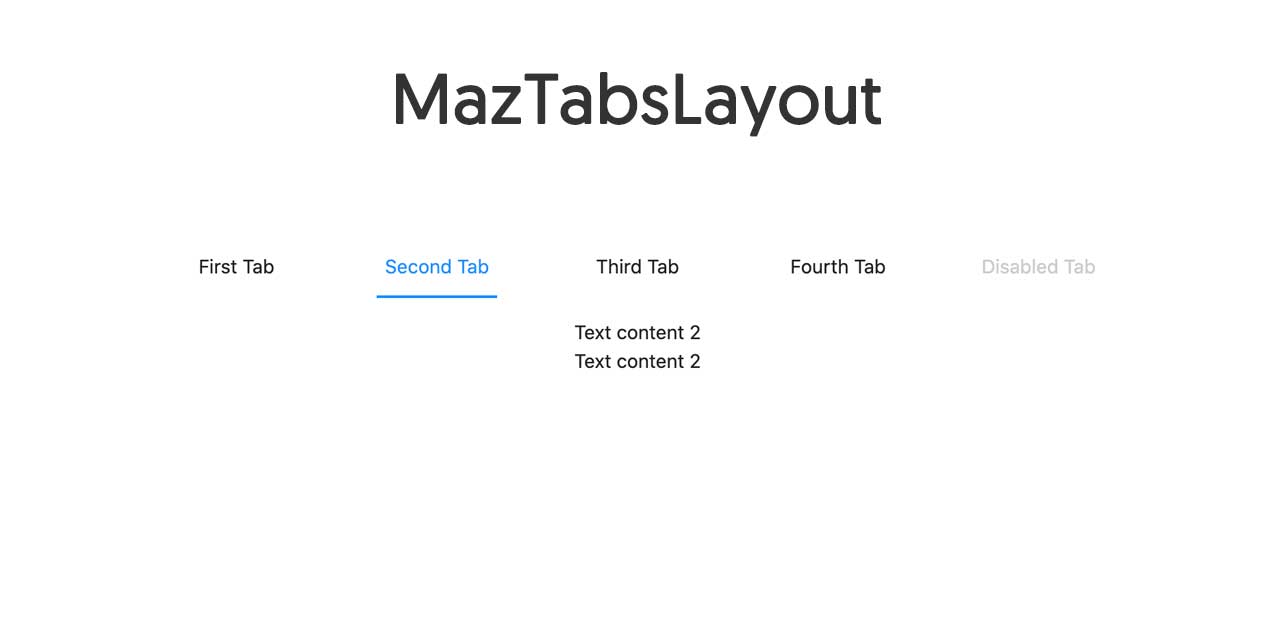 MazTabsLayout
First Tab Second Tab Third Tab Fourth Tab Disabled Tab
Text content 2
Text content 2